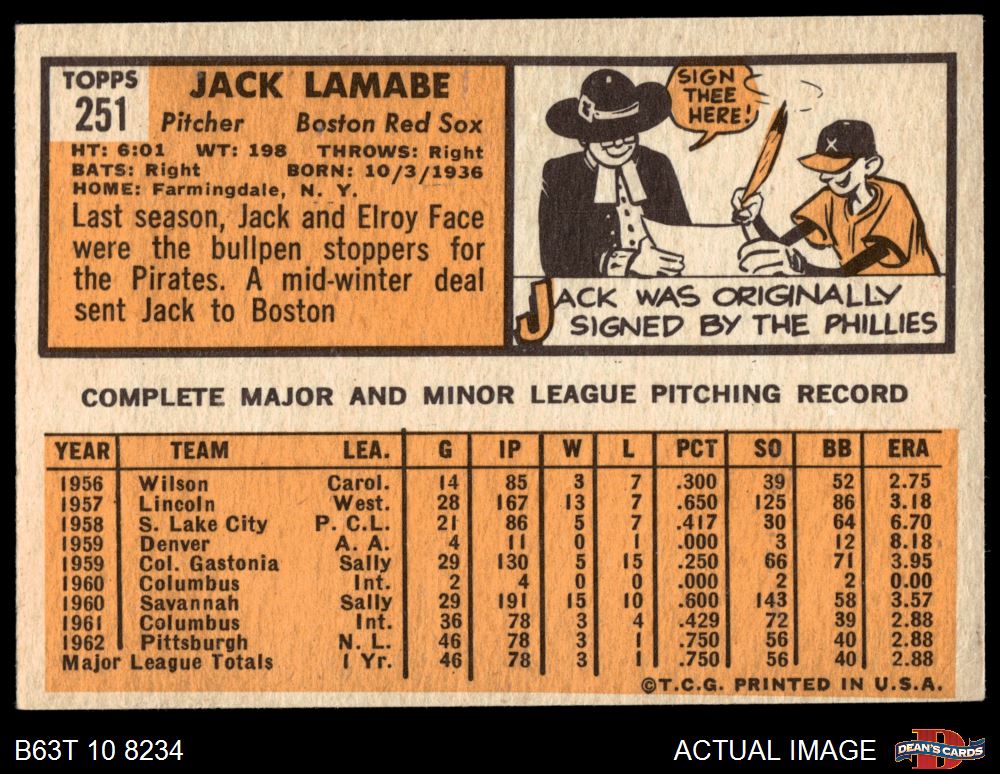 TOPPS
251
JACK LAMABE
Pitcher Boston Red Sox
HT: 6:01 WT: 198 THROWS: Right
BATS: Right BORN: 10/3/1936
HOME: Farmingdale, N. Y.
Last season, Jack and Elroy Face
were the bullpen stoppers for
the Pirates. A mid-winter deal
sent Jack to Boston
SIGN
THEE
HERE!
JACK WAS ORIGINALLY
SIGNED BY THE PHILLIES
COMPLETE MAJOR AND MINOR LEAGUE PITCHING RECORD
YEAR TEAM LEA. G IP W L PCT SO BB ERA
1956 Wilson Carol. 14 85 3 7 .300 39 52 2.75
1957 Lincoln West. 28 167 13 7 .650 125 86 3.18
1958 S. Lake City P.C.L. 21 86 5 7 .417 30 64 6.70
1959 Denver A. A. 4 11 0 1 .000 3 12 8.18
1959 Col. Gastonia Sally 29 130 5 15 .250 66 71 3.95
1960 Columbus Int. 2 4 0 0 .000 2 2 0.00
1960 Savannah Sally 29 191 15 10 .600 143 58 3.57
1961 Columbus Int. 36 78 3 4 .429 72 39 2.88
1962 Pittsburgh N. L. 46 78 3 1 .750 56 40 2.88
Major League Totals 1 Yr. 46 78 3 1 .750 56 40 2.88
©T.C.G. PRINTED IN U.S.A.
B63T 10 8234 ACTUAL IMAGE DEAN'S CARDS